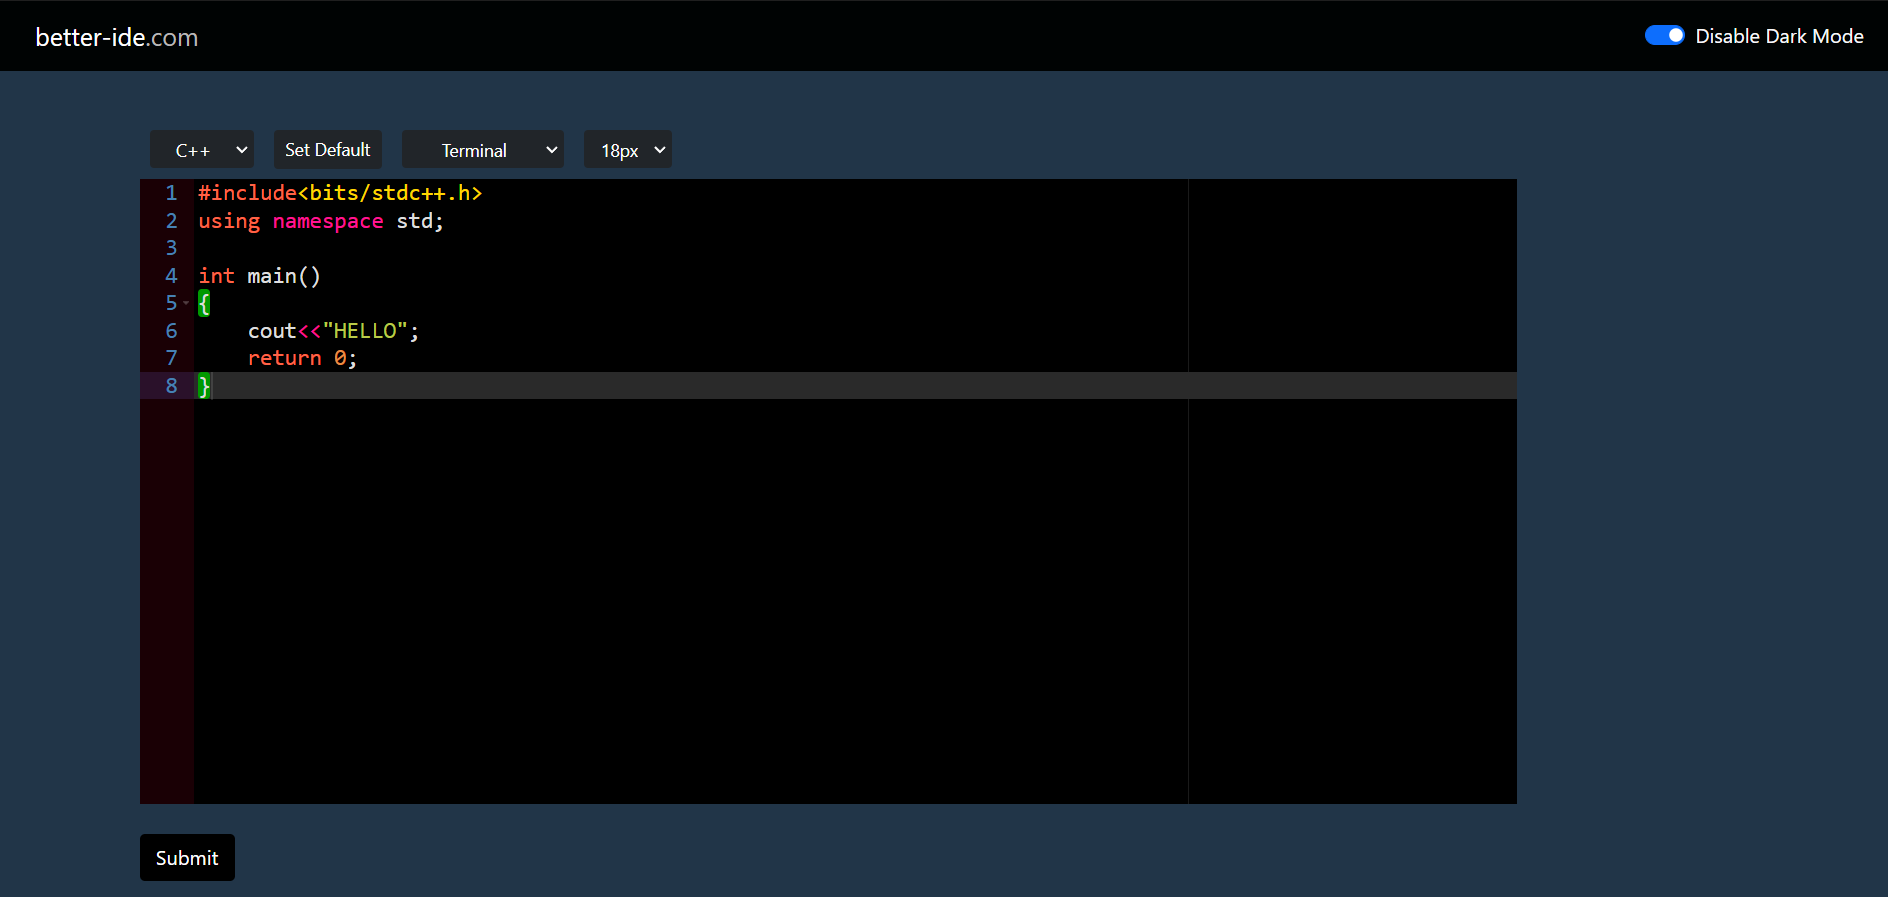 better-ide.com
Disable Dark Mode
C++ Set Default Terminal 18px
1 #include<bits/stdc++.h>
2 using namespace std;
3
4 int main()
5 {
6     cout<<"HELLO";
7     return 0;
8 }
Submit